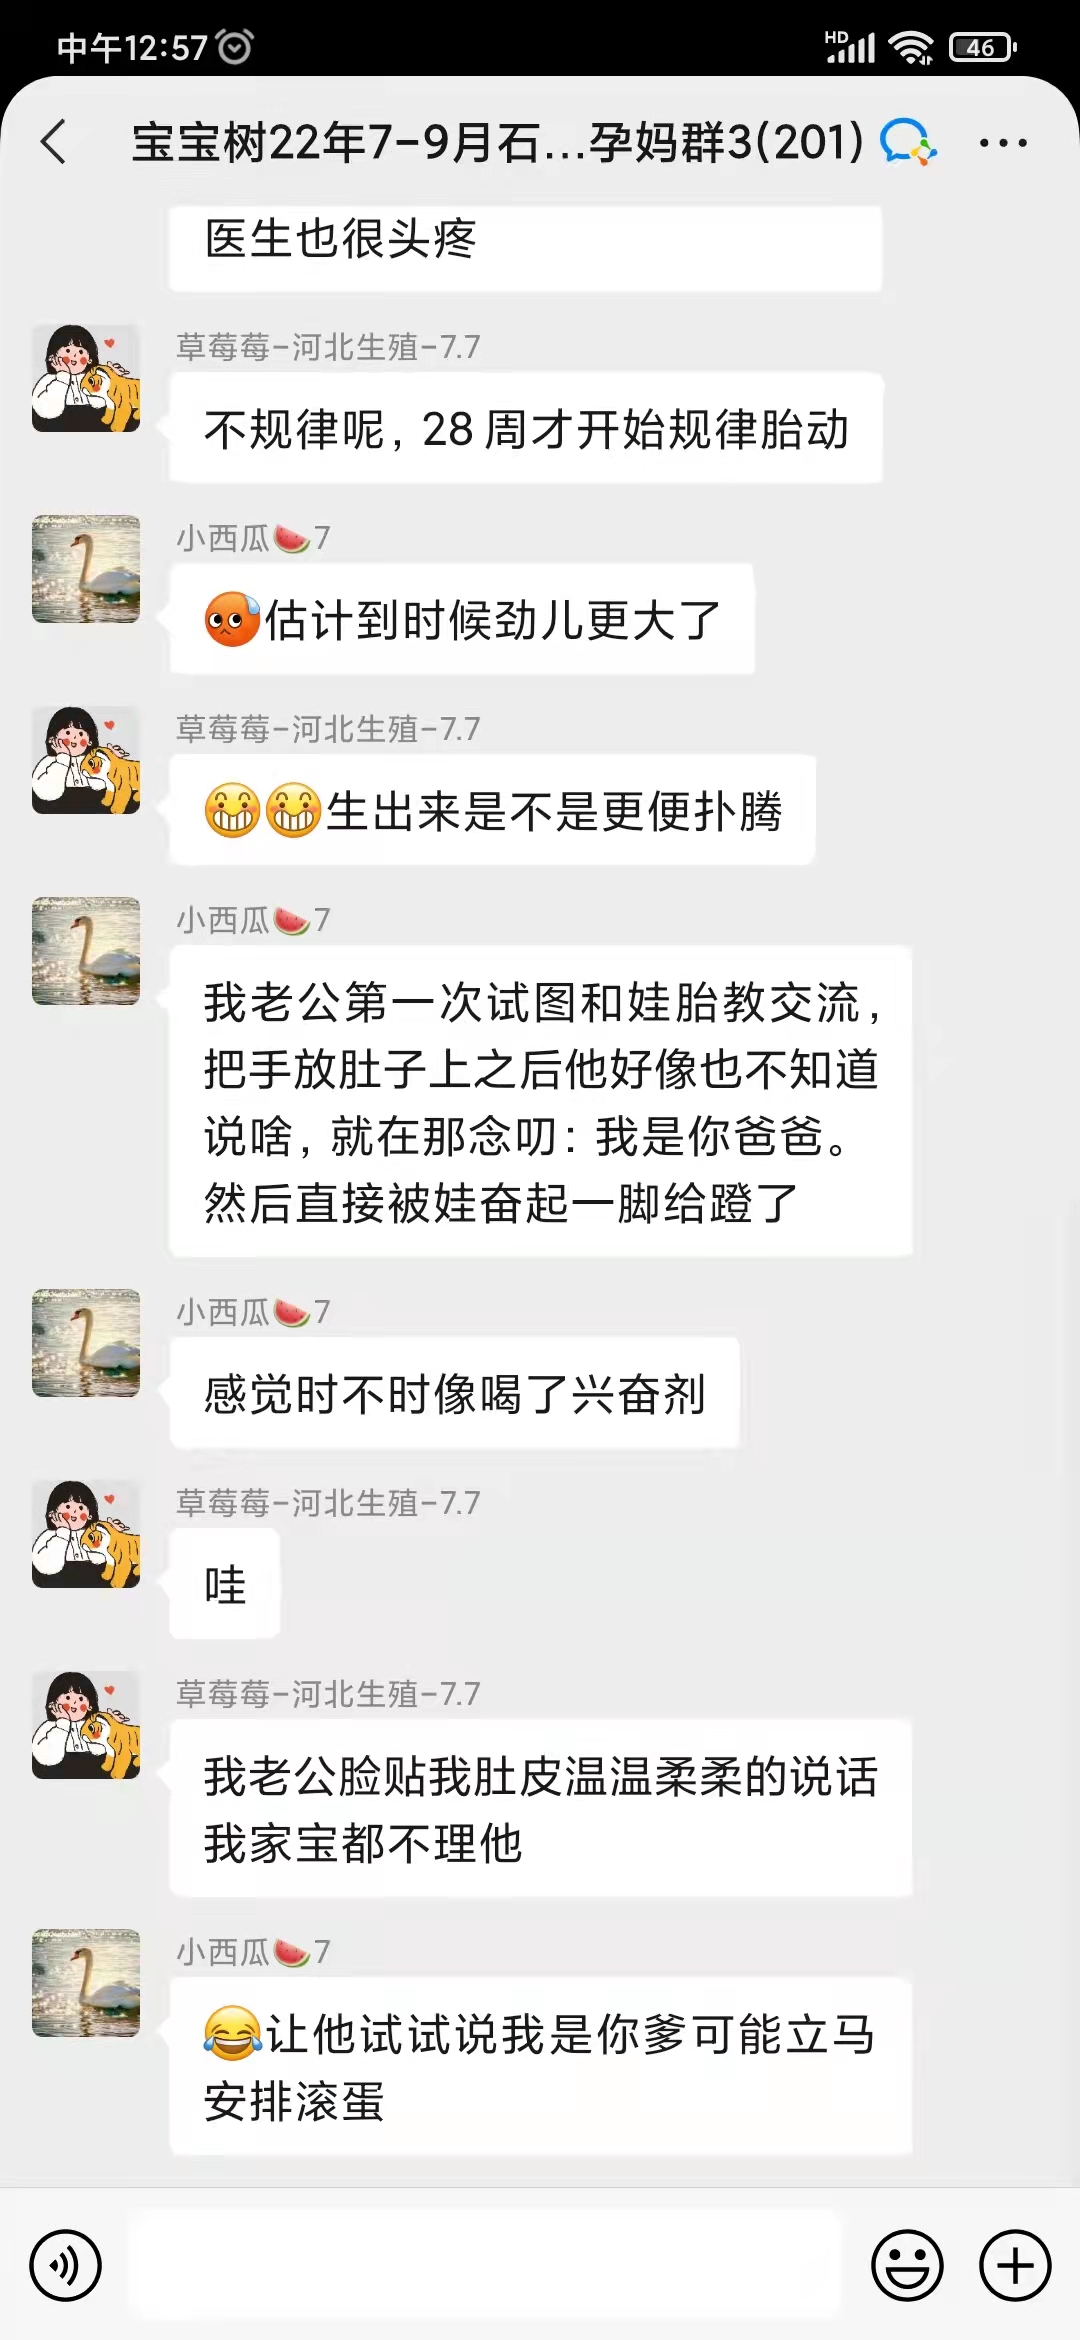 中午12:57
HD
46
宝宝树22年7-9月石...孕妈群3(201)
医生也很头疼
草莓莓-河北生殖-7.7
不规律呢，28周才开始规律胎动
小西瓜🍉7
😥估计到时候劲儿更大了
草莓莓-河北生殖-7.7
😁😁生出来是不是更便扑腾
小西瓜🍉7
我老公第一次试图和娃胎教交流，
把手放肚子上之后他好像也不知道
说啥，就在那念叨：我是你爸爸。
然后直接被娃奋起一脚给蹬了
小西瓜🍉7
感觉时不时像喝了兴奋剂
草莓莓-河北生殖-7.7
哇
草莓莓-河北生殖-7.7
我老公脸贴我肚皮温温柔柔的说话
我家宝都不理他
小西瓜🍉7
😂让他试试说我是你爹可能立马
安排滚蛋